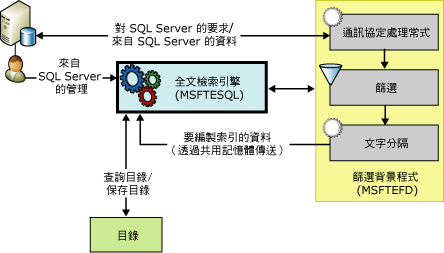 對 SQL Server 的要求/
來自 SQL Server 的資料
通訊協定處理常式
來自
SQL Server
的管理
全文檢索引擎
(MSFTESQL)
篩選
要編製索引的資料
(透過共用記憶體傳送)
文字分隔
查詢目錄/
保存目錄
篩選背景程式
(MSFTEFD)
目錄